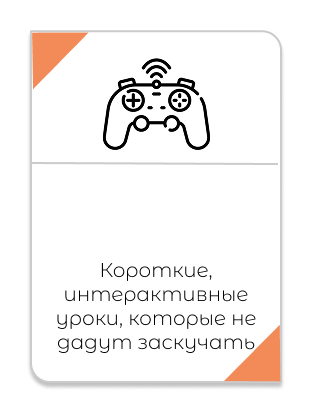 Короткие,
интерактивные
уроки, которые не
дадут заскучать